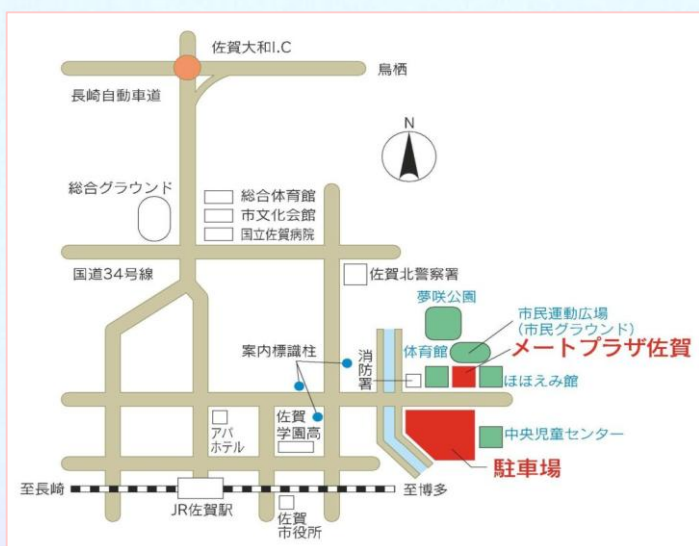 佐賀大和I.C
鳥栖
長崎自動車道
N
総合グラウンド
総合体育館
市文化会館
国立佐賀病院
国道34号線
佐賀北警察署
夢咲公園
市民運動広場
(市民グラウンド)
案内標識柱
消防署
体育館
メートプラザ佐賀
ほほえみ館
アパ
ホテル
佐賀
学園高
中央児童センター
駐車場
至長崎
至博多
JR佐賀駅
佐賀
市役所